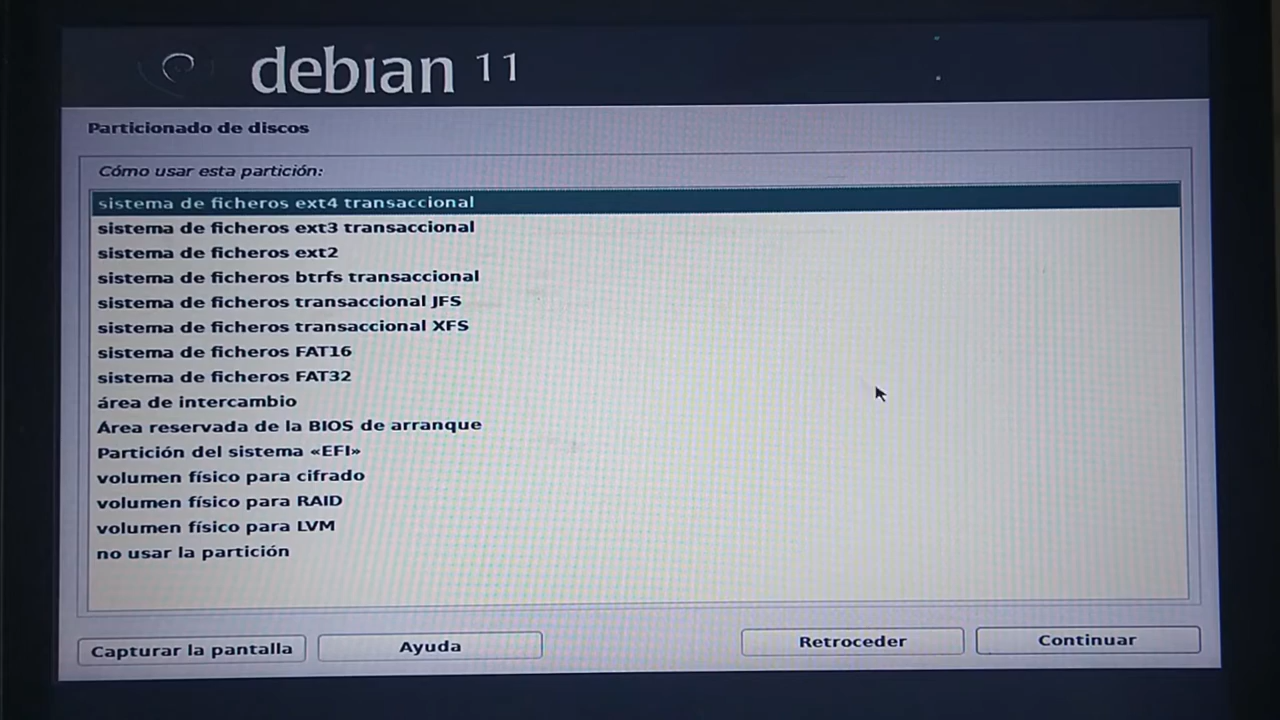 debian 11
Particionado de discos
Cómo usar esta partición:
sistema de ficheros ext4 transaccional
sistema de ficheros ext3 transaccional
sistema de ficheros ext2
sistema de ficheros btrfs transaccional
sistema de ficheros transaccional JFS
sistema de ficheros transaccional XFS
sistema de ficheros FAT16
sistema de ficheros FAT32
área de intercambio
Área reservada de la BIOS de arranque
Partición del sistema «EFI»
volumen físico para cifrado
volumen físico para RAID
volumen físico para LVM
no usar la partición
Capturar la pantalla
Ayuda
Retroceder
Continuar